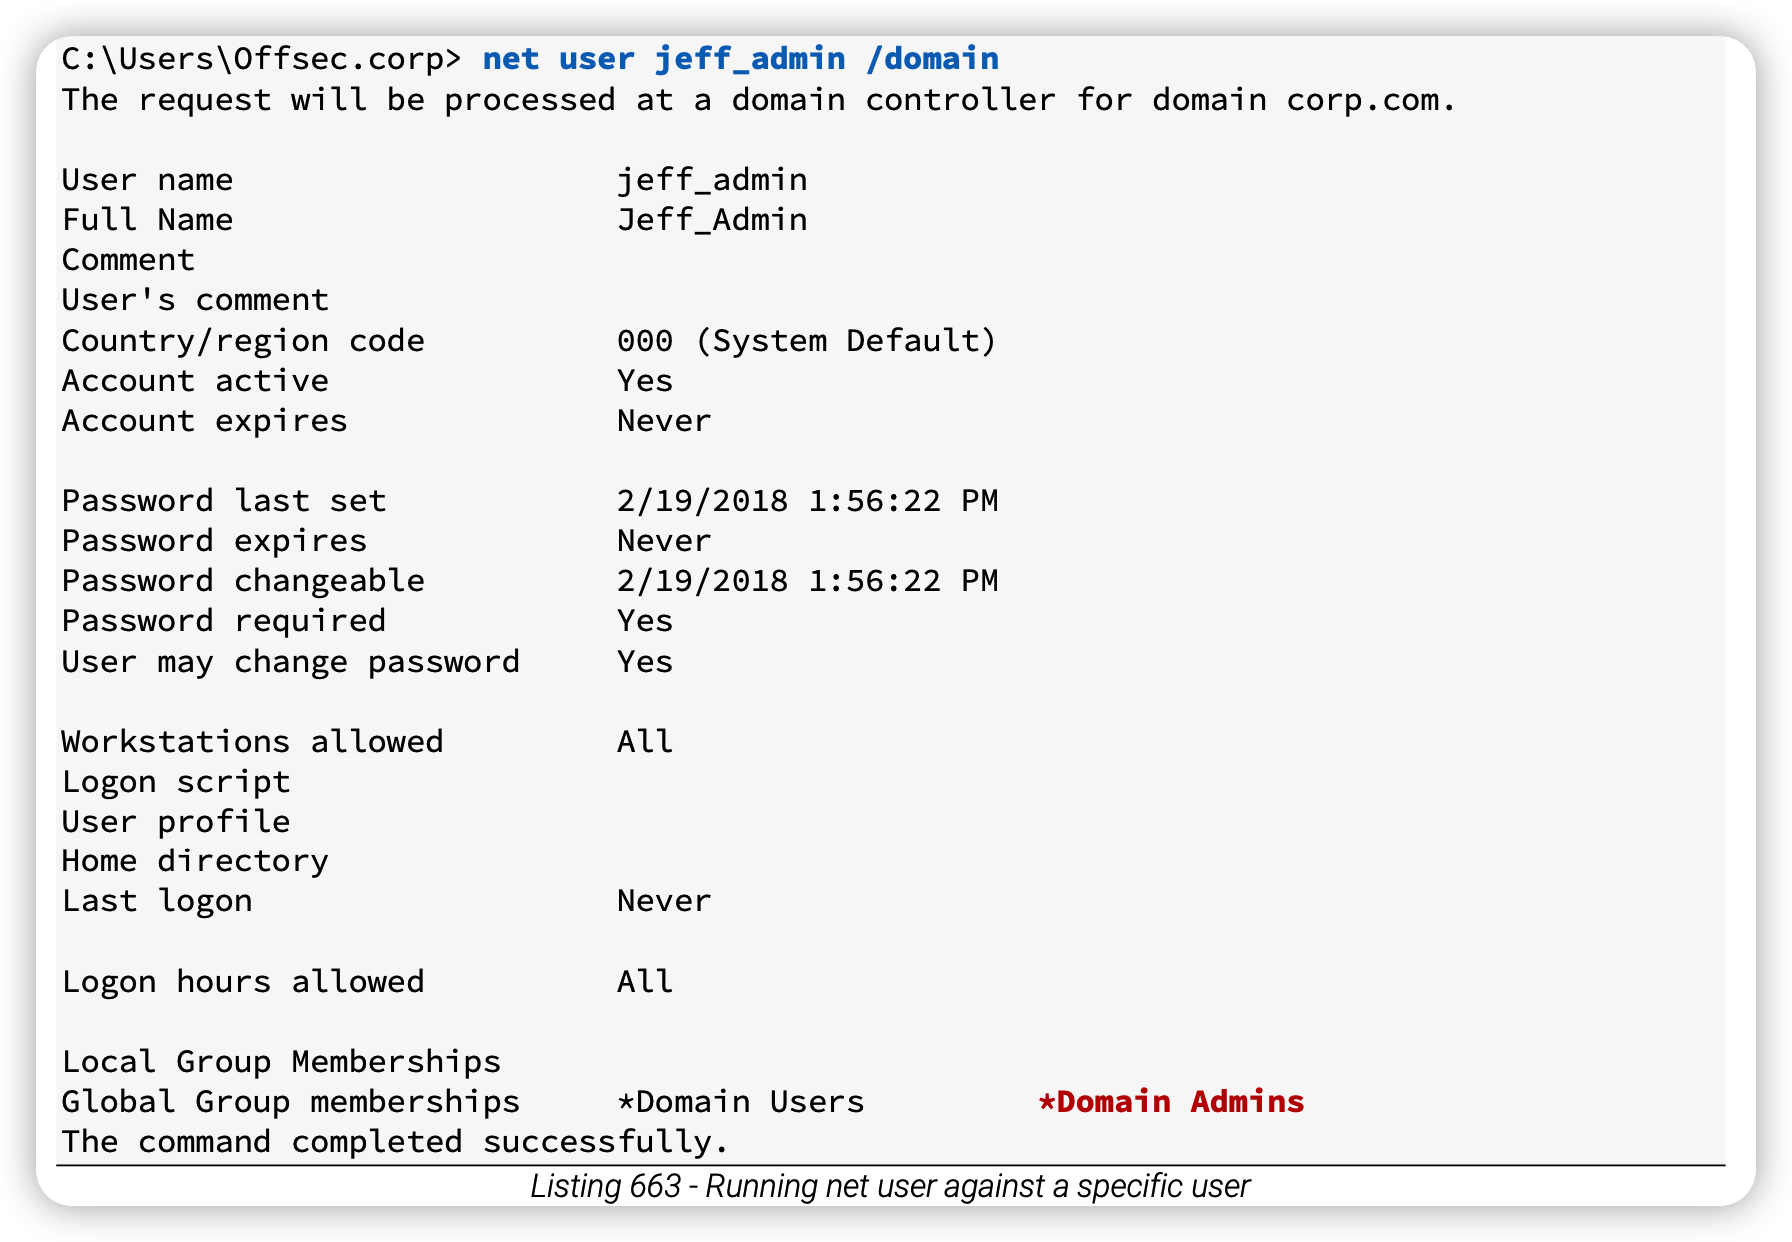 C:\Users\Offsec.corp> net user jeff_admin /domain
The request will be processed at a domain controller for domain corp.com.
User name                    jeff_admin
Full Name                    Jeff_Admin
Comment
User's comment
Country/region code          000 (System Default)
Account active               Yes
Account expires              Never
Password last set            2/19/2018 1:56:22 PM
Password expires             Never
Password changeable          2/19/2018 1:56:22 PM
Password required            Yes
User may change password     Yes
Workstations allowed         All
Logon script
User profile
Home directory
Last logon                   Never
Logon hours allowed          All
Local Group Memberships
Global Group memberships     *Domain Users         *Domain Admins
The command completed successfully.
Listing 663 - Running net user against a specific user